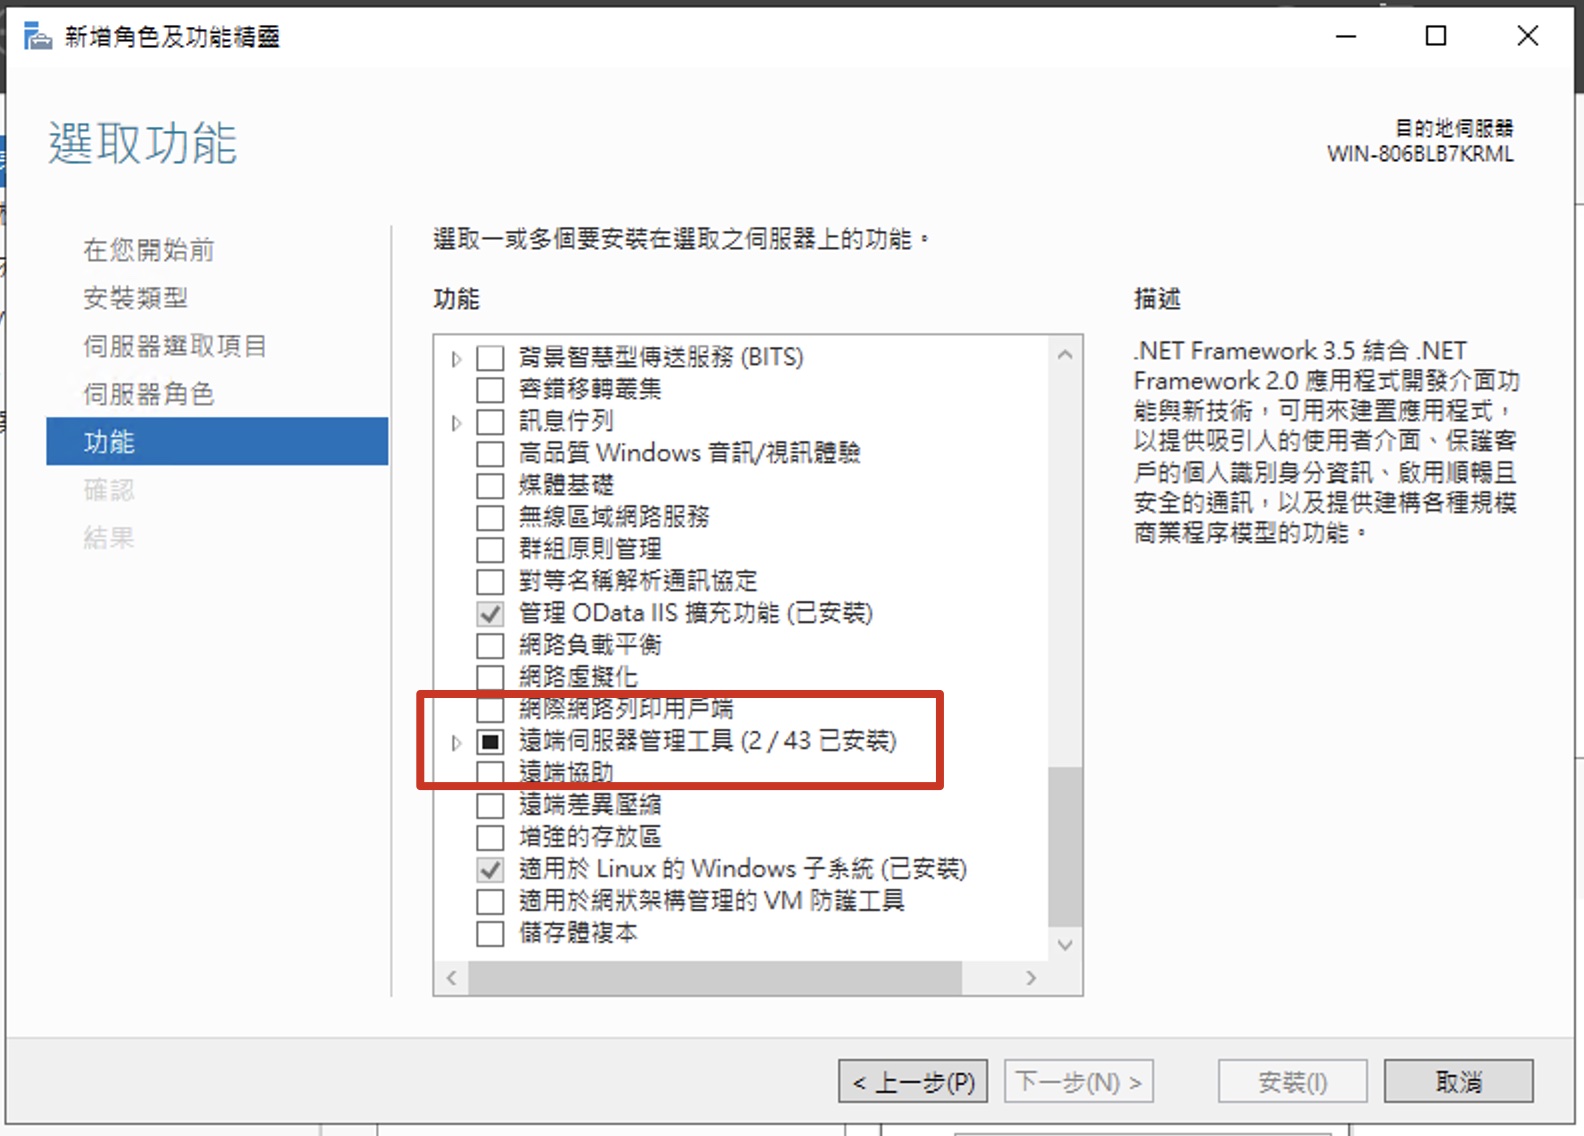 新增角色及功能精靈
選取功能
目的地伺服器
WIN-806BLB7KRML
在您開始前
安裝類型
伺服器選取項目
伺服器角色
功能
確認
結果
選取一或多個要安裝在選取之伺服器上的功能。
功能
背景智慧型傳送服務 (BITS)
容錯移轉叢集
訊息佇列
高品質 Windows 音訊/視訊體驗
媒體基礎
無線區域網路服務
群組原則管理
對等名稱解析通訊協定
管理 OData IIS 擴充功能 (已安裝)
網路負載平衡
網路虛擬化
網際網路列印用戶端
遠端伺服器管理工具 (2 / 43 已安裝)
遠端協助
遠端差異壓縮
增強的存放區
適用於 Linux 的 Windows 子系統 (已安裝)
適用於網狀架構管理的 VM 防護工具
儲存體複本
描述
.NET Framework 3.5 結合 .NET
Framework 2.0 應用程式開發介面功
能與新技術，可用來建置應用程式，
以提供吸引人的使用者介面、保護客
戶的個人識別身分資訊、啟用順暢且
安全的通訊，以及提供建構各種規模
商業程序模型的功能。
< 上一步(P)
下一步(N) >
安裝(I)
取消